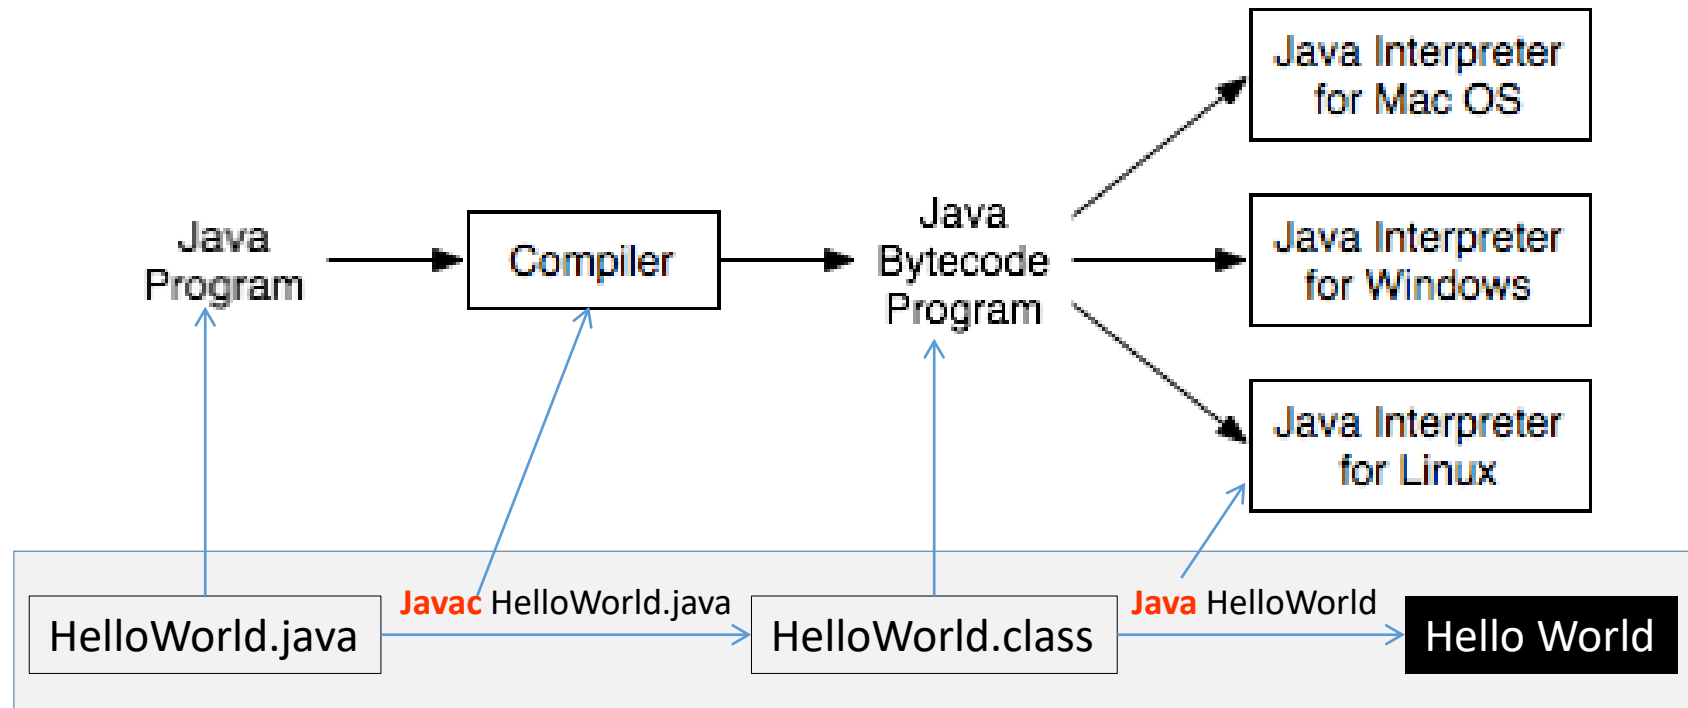 Java Interpreter
for Mac OS
Java
Program
Compiler
Java
Bytecode
Program
Java Interpreter
for Windows
Java Interpreter
for Linux
HelloWorld.java
Javac HelloWorld.java
HelloWorld.class
Java HelloWorld
Hello World